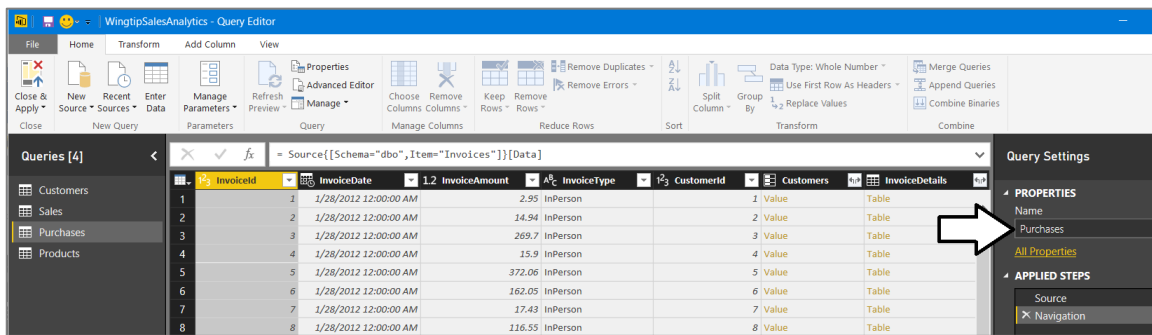 WingtipSalesAnalytics - Query Editor
File Home Transform Add Column View
Close & Apply
New Source
Recent Sources
Enter Data
Manage Parameters
Refresh Preview
Properties
Advanced Editor
Manage
Choose Columns
Remove Columns
Keep Rows
Remove Rows
Remove Duplicates
Remove Errors
Split Column
Group By
Data Type: Whole Number
Use First Row As Headers
Replace Values
Merge Queries
Append Queries
Combine Binaries
Close New Query Parameters Query Manage Columns Reduce Rows Sort Transform Combine
Queries [4]
fx = Source{[Schema="dbo",Item="Invoices"]}[Data]
Query Settings
Customers
Sales
Purchases
Products
InvoiceId InvoiceDate 1.2 InvoiceAmount InvoiceType CustomerId Customers InvoiceDetails
1 1 1/28/2012 12:00:00 AM 2.95 InPerson 1 Value Table
2 2 1/28/2012 12:00:00 AM 14.94 InPerson 2 Value Table
3 3 1/28/2012 12:00:00 AM 269.7 InPerson 3 Value Table
4 4 1/28/2012 12:00:00 AM 15.9 InPerson 4 Value Table
5 5 1/28/2012 12:00:00 AM 372.06 InPerson 5 Value Table
6 6 1/28/2012 12:00:00 AM 162.05 InPerson 6 Value Table
7 7 1/28/2012 12:00:00 AM 17.43 InPerson 7 Value Table
8 8 1/28/2012 12:00:00 AM 116.55 InPerson 8 Value Table
PROPERTIES
Name
Purchases
All Properties
APPLIED STEPS
Source
Navigation